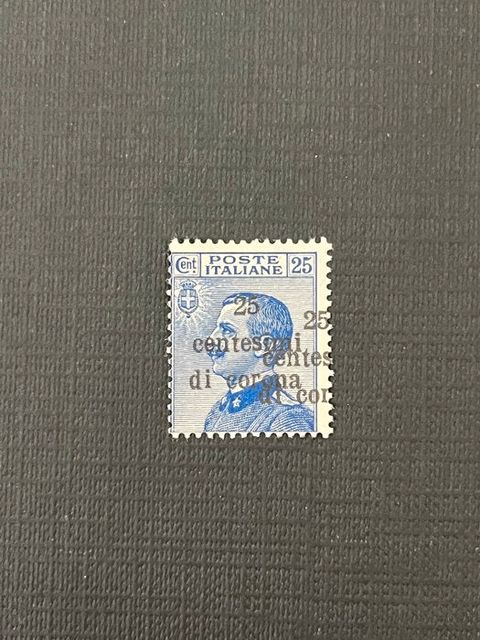 Cent POSTE ITALIANE 25
25
centesimi
di corona
25
centes
di cor